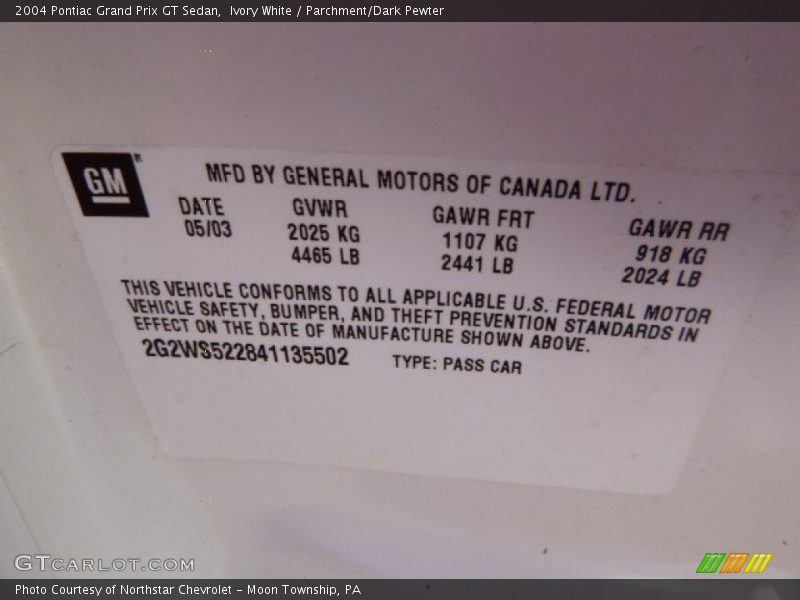 2004 Pontiac Grand Prix GT Sedan,  Ivory White / Parchment/Dark Pewter
GM
MFD BY GENERAL MOTORS OF CANADA LTD.
DATE GVWR GAWR FRT GAWR RR
05/03 2025 KG 1107 KG 918 KG
4465 LB 2441 LB 2024 LB
THIS VEHICLE CONFORMS TO ALL APPLICABLE U.S. FEDERAL MOTOR
VEHICLE SAFETY, BUMPER, AND THEFT PREVENTION STANDARDS IN
EFFECT ON THE DATE OF MANUFACTURE SHOWN ABOVE.
2G2WS522841135502 TYPE: PASS CAR
GTCARLOT.COM
Photo Courtesy of Northstar Chevrolet - Moon Township, PA